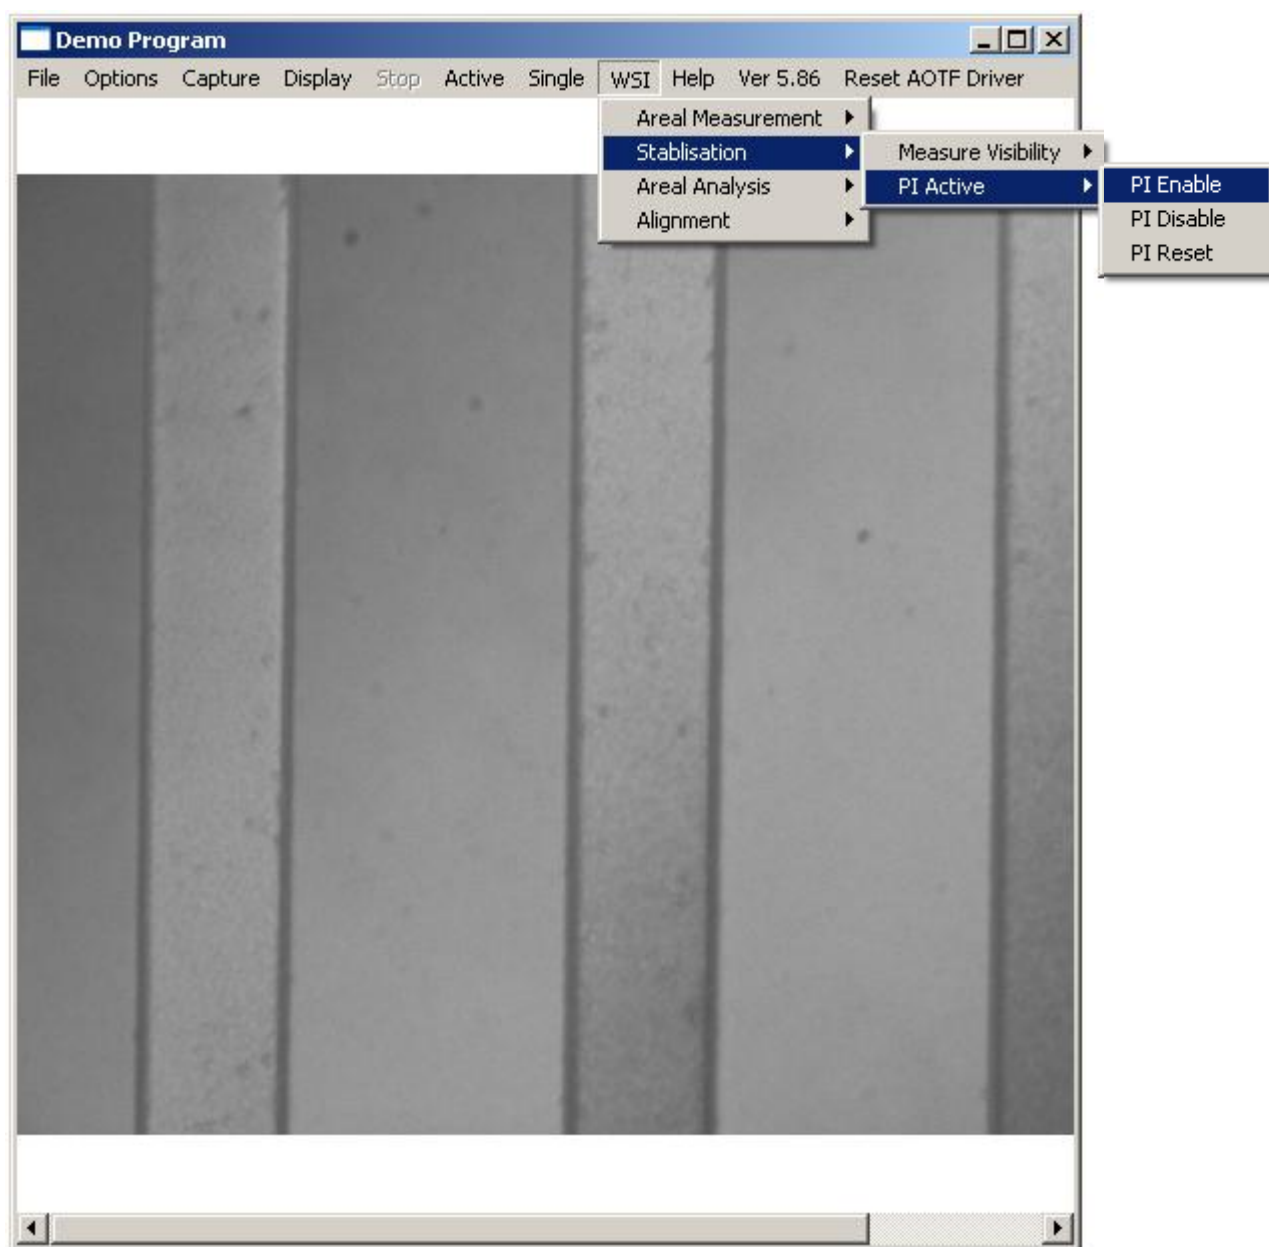 Demo Program
File Options Capture Display Stop Active Single WSI Help Ver 5.86 Reset AOTF Driver
Areal Measurement
Stablisation
Areal Analysis
Alignment
Measure Visibility
PI Active
PI Enable
PI Disable
PI Reset